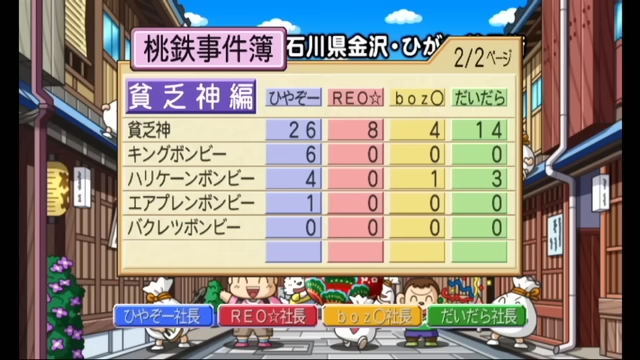 桃鉄事件簿
石川県金沢・ひが
2/2ページ
貧乏神編 ひやぞー REO☆ bozO だいだら
貧乏神 26 8 4 14
キングボンビー 6 0 0 0
ハリケーンボンビー 4 0 1 3
エアプレンボンビー 1 0 0 0
バクレツボンビー 0 0 0 0
ひやぞー社長 REO☆社長 bozO社長 だいだら社長